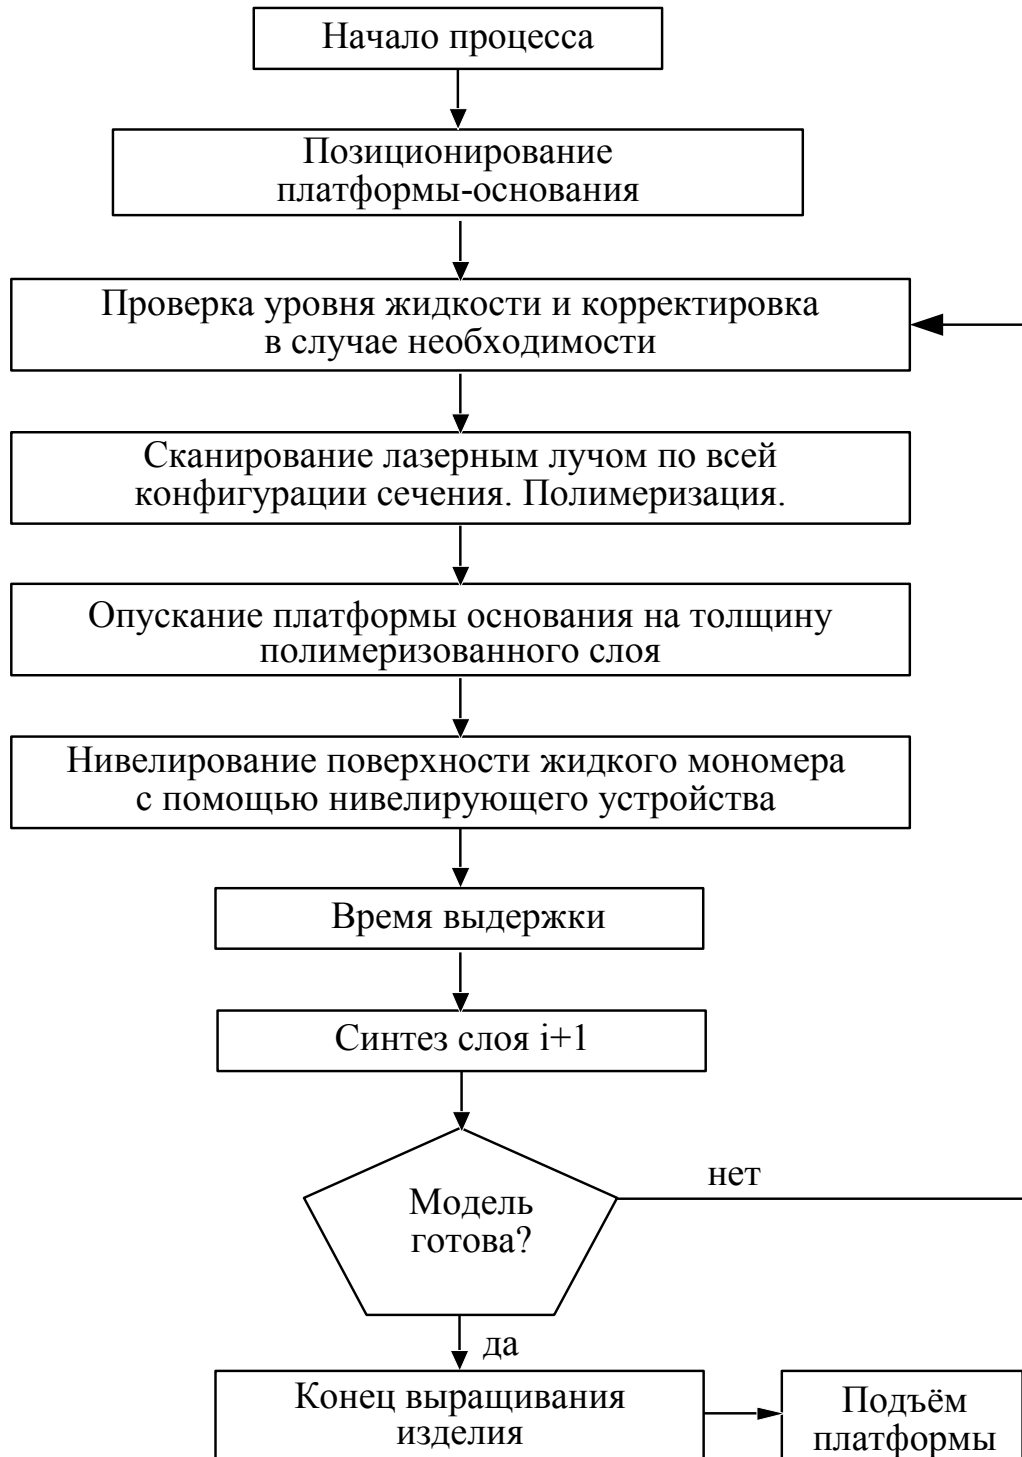 Начало процесса
Позиционирование
платформы-основания
Проверка уровня жидкости и корректировка
в случае необходимости
Сканирование лазерным лучом по всей
конфигурации сечения. Полимеризация.
Опускание платформы основания на толщину
полимеризованного слоя
Нивелирование поверхности жидкого мономера
с помощью нивелирующего устройства
Время выдержки
Синтез слоя i+1
нет
Модель
готова?
да
Конец выращивания
изделия
Подъём
платформы